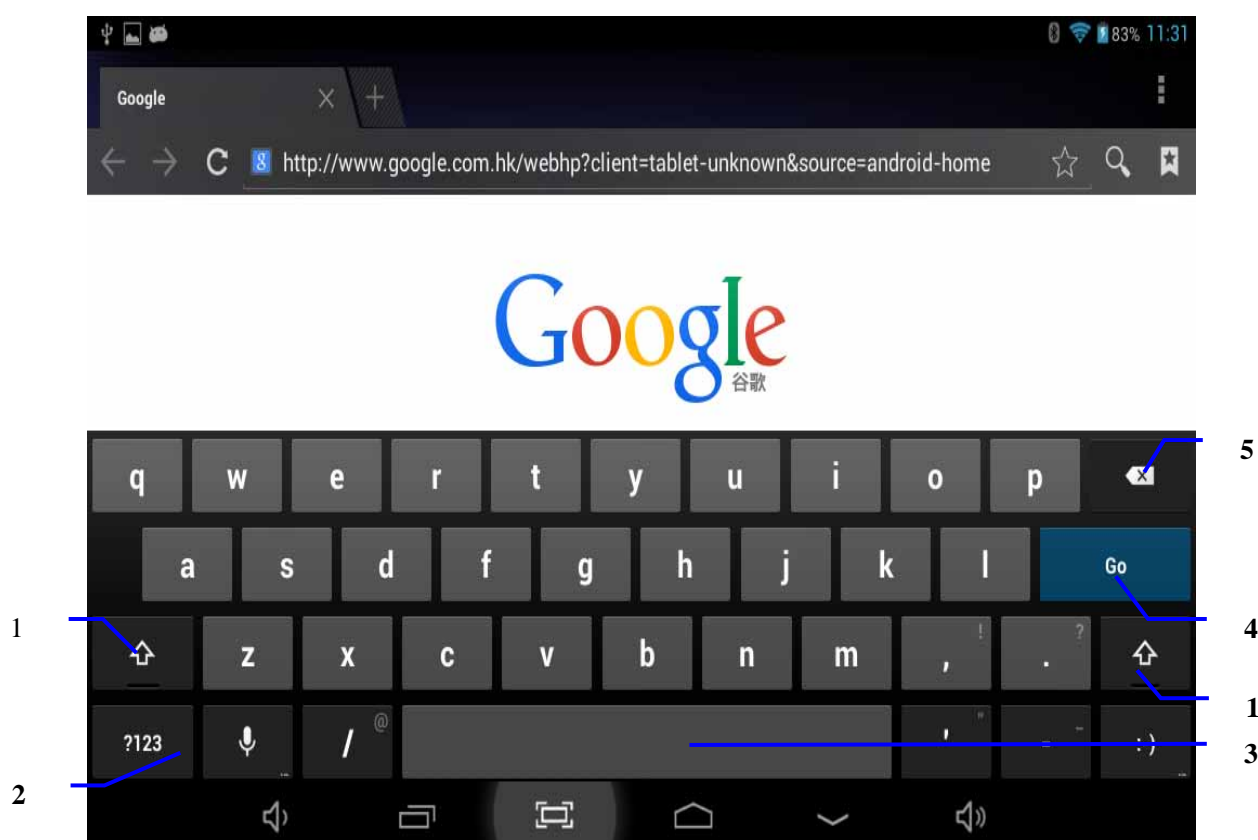 83% 11:31
Google
http://www.google.com.hk/webhp?client=tablet-unknown&source=android-home
Google
谷歌
q w e r t y u i o p
5
a s d f g h j k l Go
4
1
z x c v b n m , ! . ?
1
?123 / @ ' " - _ :)
3
2